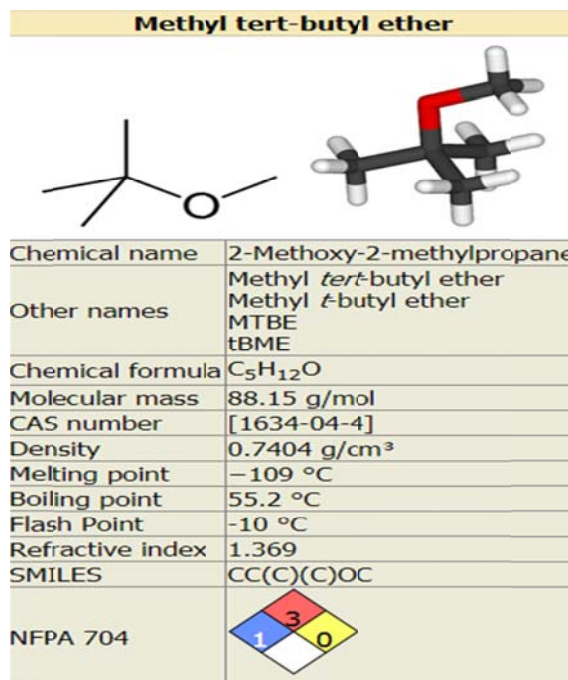 Methyl tert-butyl ether
O
Chemical name 2-Methoxy-2-methylpropane
Other names Methyl tert-butyl ether
Methyl t-butyl ether
MTBE
tBME
Chemical formula C₅H₁₂O
Molecular mass 88.15 g/mol
CAS number [1634-04-4]
Density 0.7404 g/cm³
Melting point −109 °C
Boiling point 55.2 °C
Flash Point -10 °C
Refractive index 1.369
SMILES CC(C)(C)OC
NFPA 704
3
1 0